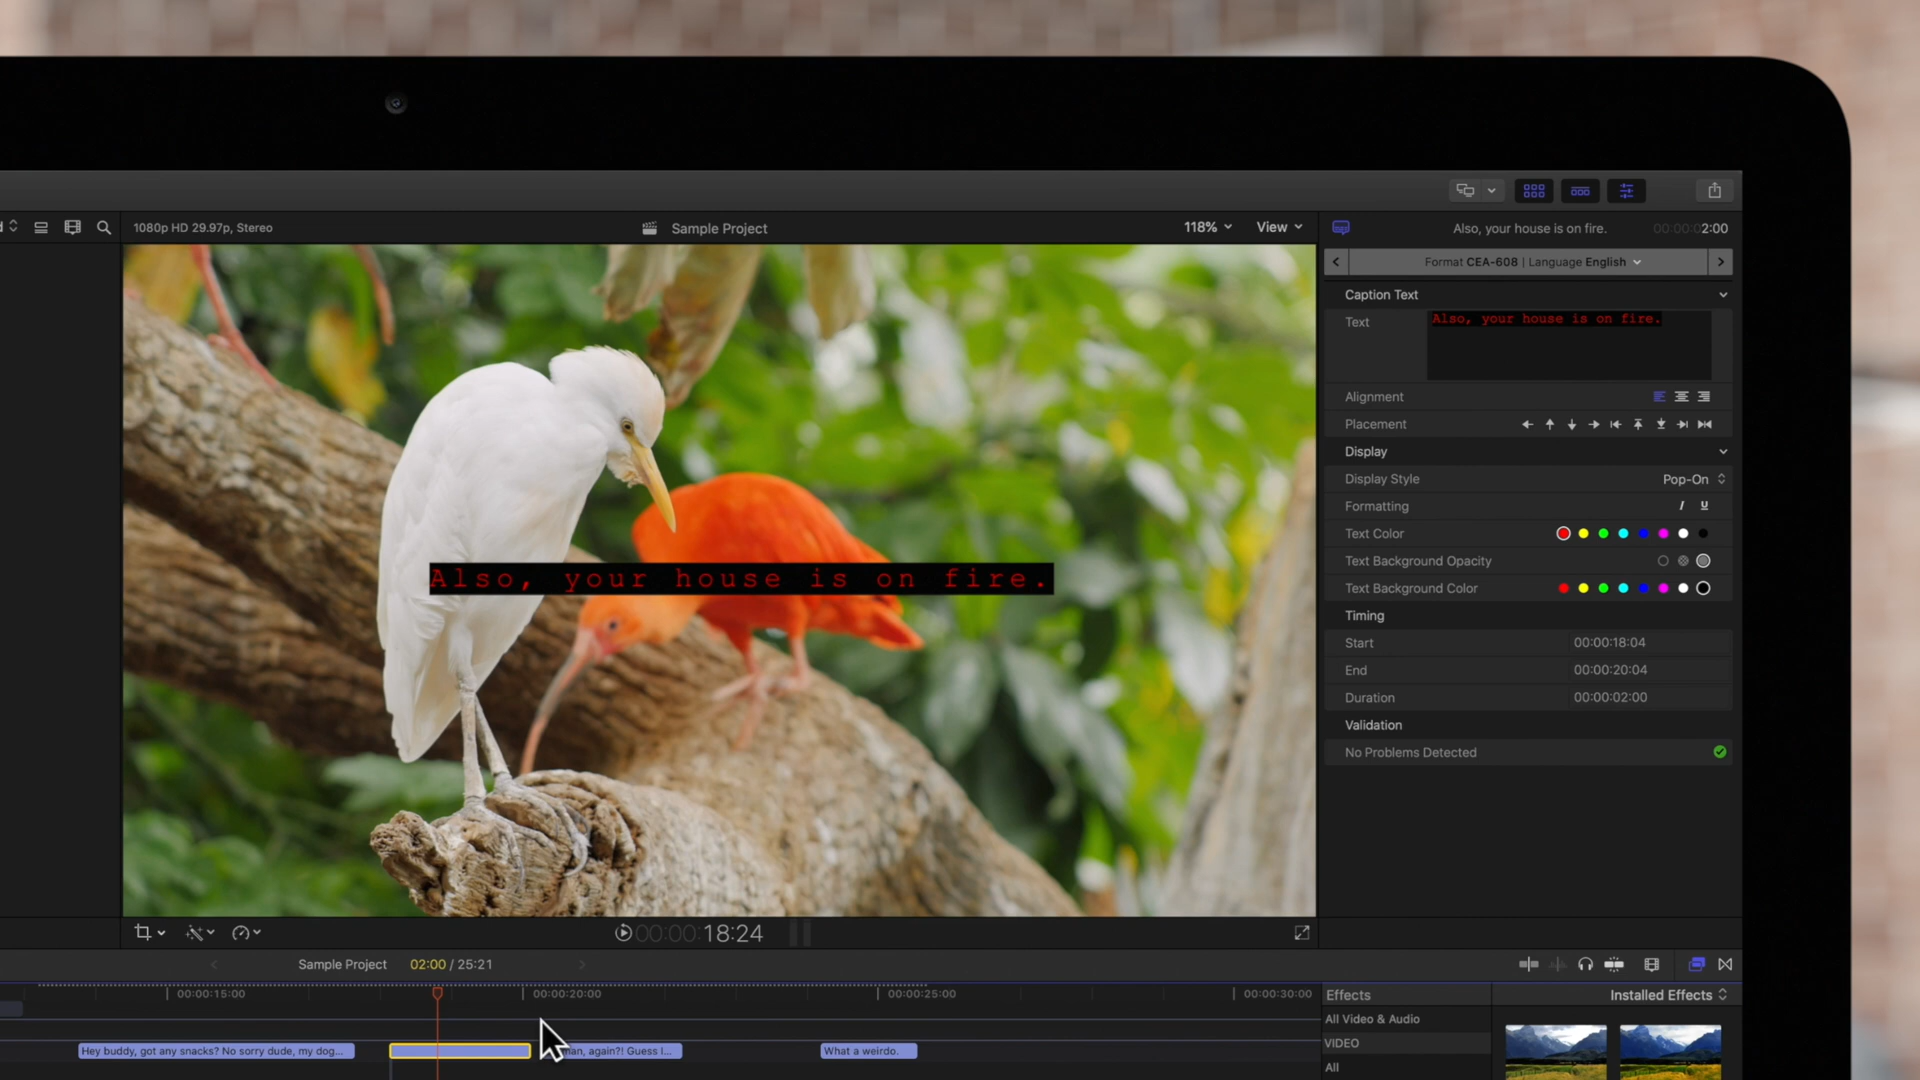 1080p HD 29.97p, Stereo
Sample Project
118%
View
Also, your house is on fire.
00:00:02:00
Format CEA-608 | Language English
Caption Text
Text
Also, your house is on fire.
Alignment
Placement
Display
Display Style
Pop-On
Formatting
I U
Text Color
Text Background Opacity
Text Background Color
Timing
Start
00:00:18:04
End
00:00:20:04
Duration
00:00:02:00
Validation
No Problems Detected
Also, your house is on fire.
00:00:18:24
Sample Project
02:00 / 25:21
00:00:15:00
00:00:20:00
00:00:25:00
00:00:30:00
Hey buddy, got any snacks? No sorry dude, my dog...
again?! Guess I...
What a weirdo.
Effects
Installed Effects
All Video & Audio
VIDEO
All